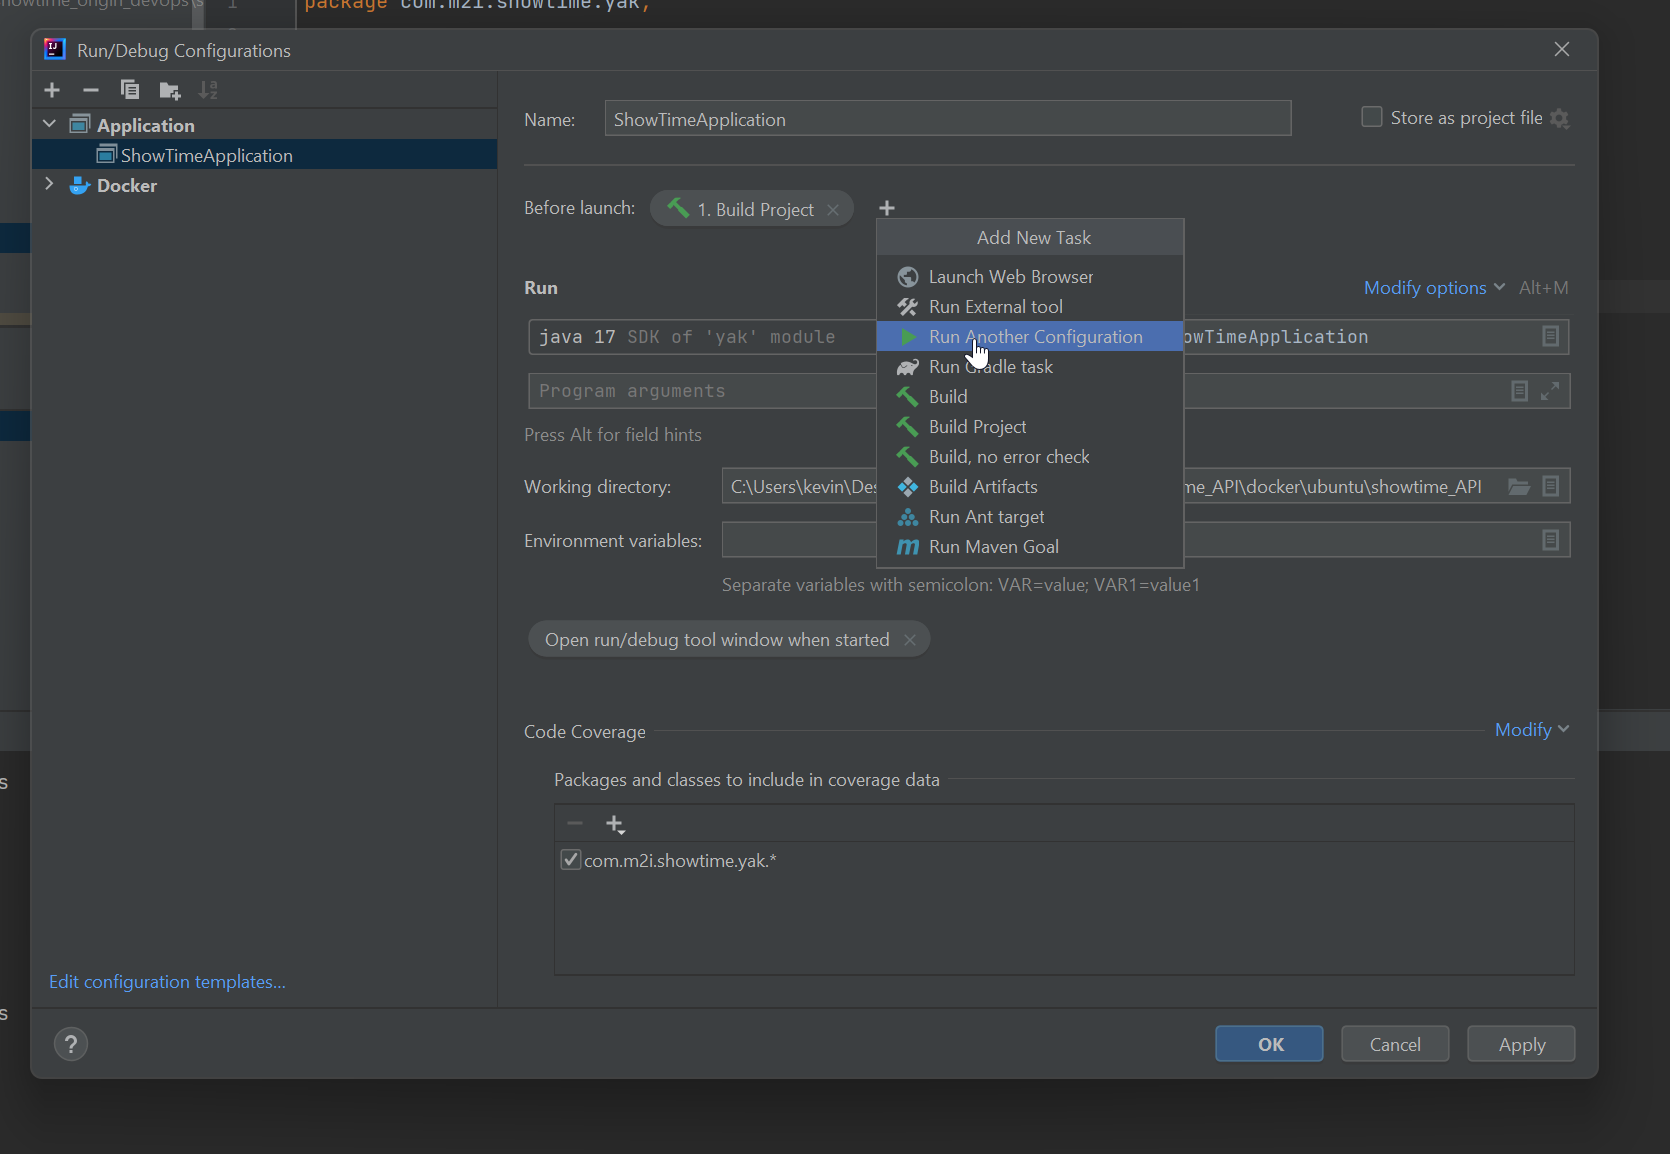 howtime_origin_devops\s
1
package com.m2i.showtime.yak;
Run/Debug Configurations
Application
ShowTimeApplication
Docker
Name:
ShowTimeApplication
Store as project file
Before launch:
1. Build Project
Add New Task
Launch Web Browser
Run External tool
Run Another Configuration
Run Gradle task
Build
Build Project
Build, no error check
Build Artifacts
Run Ant target
Run Maven Goal
Run
Modify options
Alt+M
java 17 SDK of 'yak' module
owTimeApplication
Program arguments
Press Alt for field hints
Working directory:
C:\Users\kevin\Des
me_API\docker\ubuntu\showtime_API
Environment variables:
Separate variables with semicolon: VAR=value; VAR1=value1
Open run/debug tool window when started
Code Coverage
Modify
Packages and classes to include in coverage data
com.m2i.showtime.yak.*
Edit configuration templates...
s
s
?
OK
Cancel
Apply